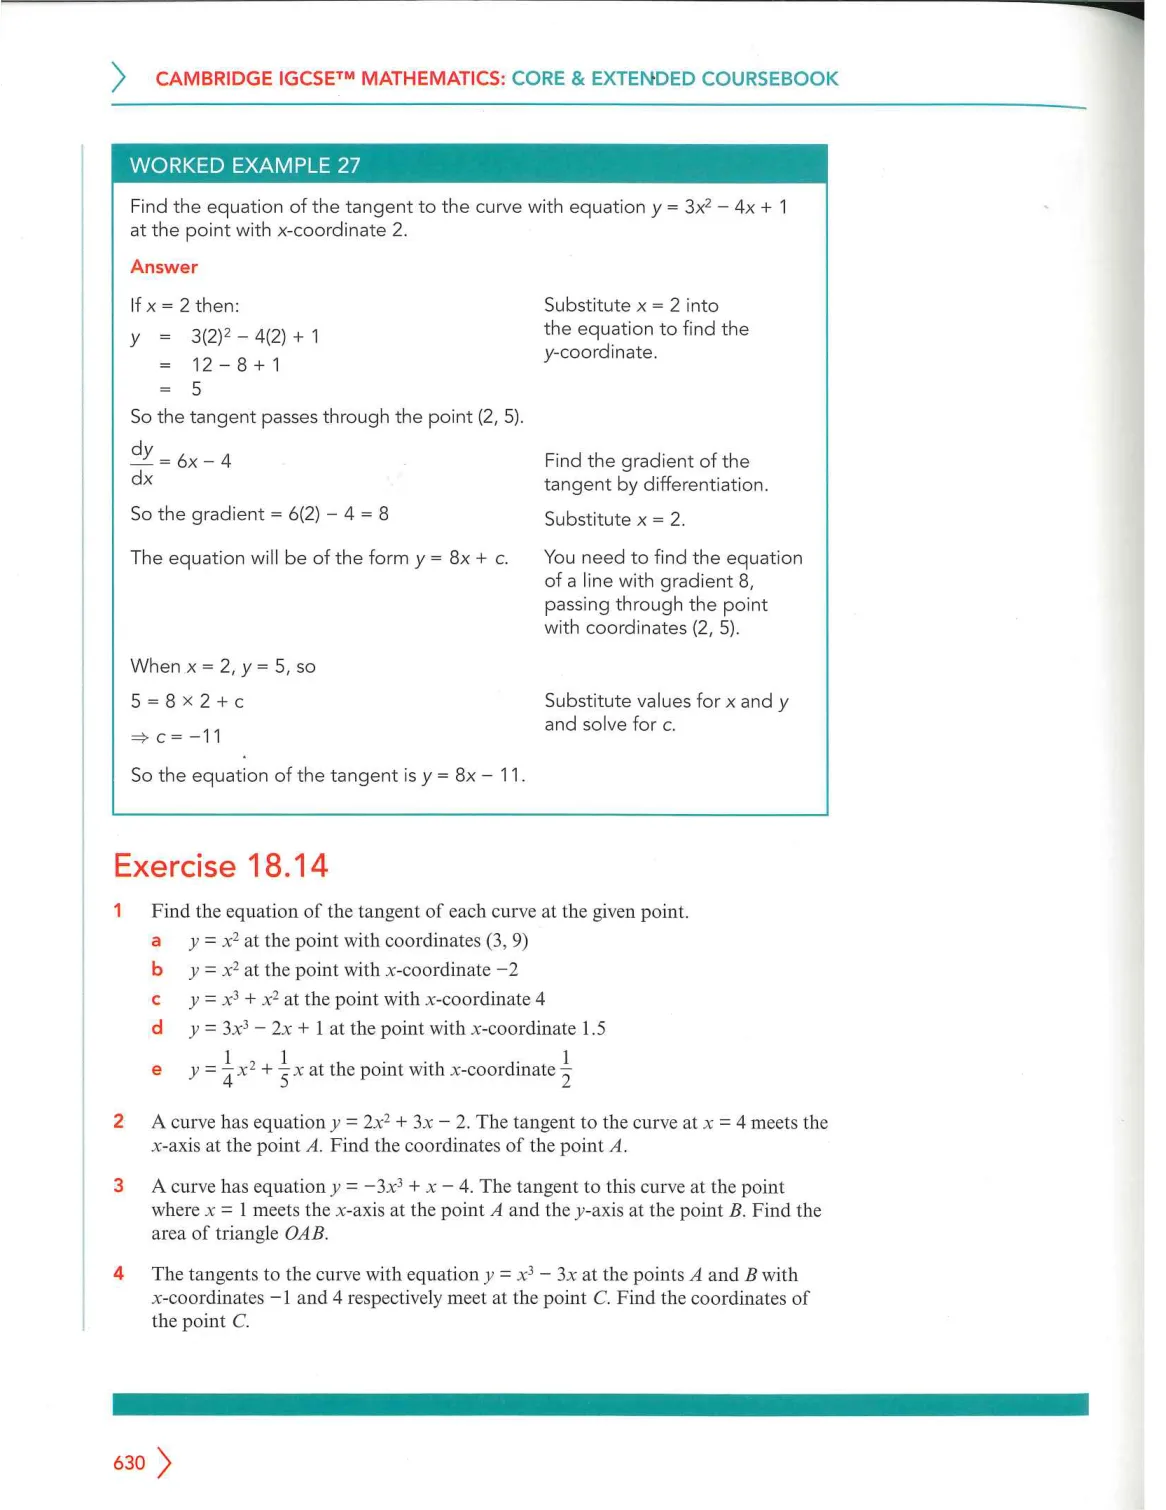 CAMBRIDGE IGCSE™ MATHEMATICS: CORE & EXTENDED COURSEBOOK
WORKED EXAMPLE 27
Find the equation of the tangent to the curve with equation y = 3x² − 4x + 1
at the point with x-coordinate 2.
Answer
If x = 2 then:
y = 3(2)² − 4(2) + 1
= 12 − 8 + 1
= 5
Substitute x = 2 into
the equation to find the
y-coordinate.
So the tangent passes through the point (2, 5).
dy/dx = 6x − 4
Find the gradient of the
tangent by differentiation.
So the gradient = 6(2) − 4 = 8
Substitute x = 2.
The equation will be of the form y = 8x + c.
You need to find the equation
of a line with gradient 8,
passing through the point
with coordinates (2, 5).
When x = 2, y = 5, so
5 = 8 × 2 + c
⇒ c = −11
Substitute values for x and y
and solve for c.
So the equation of the tangent is y = 8x − 11.
Exercise 18.14
1 Find the equation of the tangent of each curve at the given point.
a y = x² at the point with coordinates (3, 9)
b y = x² at the point with x-coordinate −2
c y = x³ + x² at the point with x-coordinate 4
d y = 3x³ − 2x + 1 at the point with x-coordinate 1.5
e y = 1/4 x² + 1/5 x at the point with x-coordinate 1/2
2 A curve has equation y = 2x² + 3x − 2. The tangent to the curve at x = 4 meets the
x-axis at the point A. Find the coordinates of the point A.
3 A curve has equation y = −3x³ + x − 4. The tangent to this curve at the point
where x = 1 meets the x-axis at the point A and the y-axis at the point B. Find the
area of triangle OAB.
4 The tangents to the curve with equation y = x³ − 3x at the points A and B with
x-coordinates −1 and 4 respectively meet at the point C. Find the coordinates of
the point C.
630